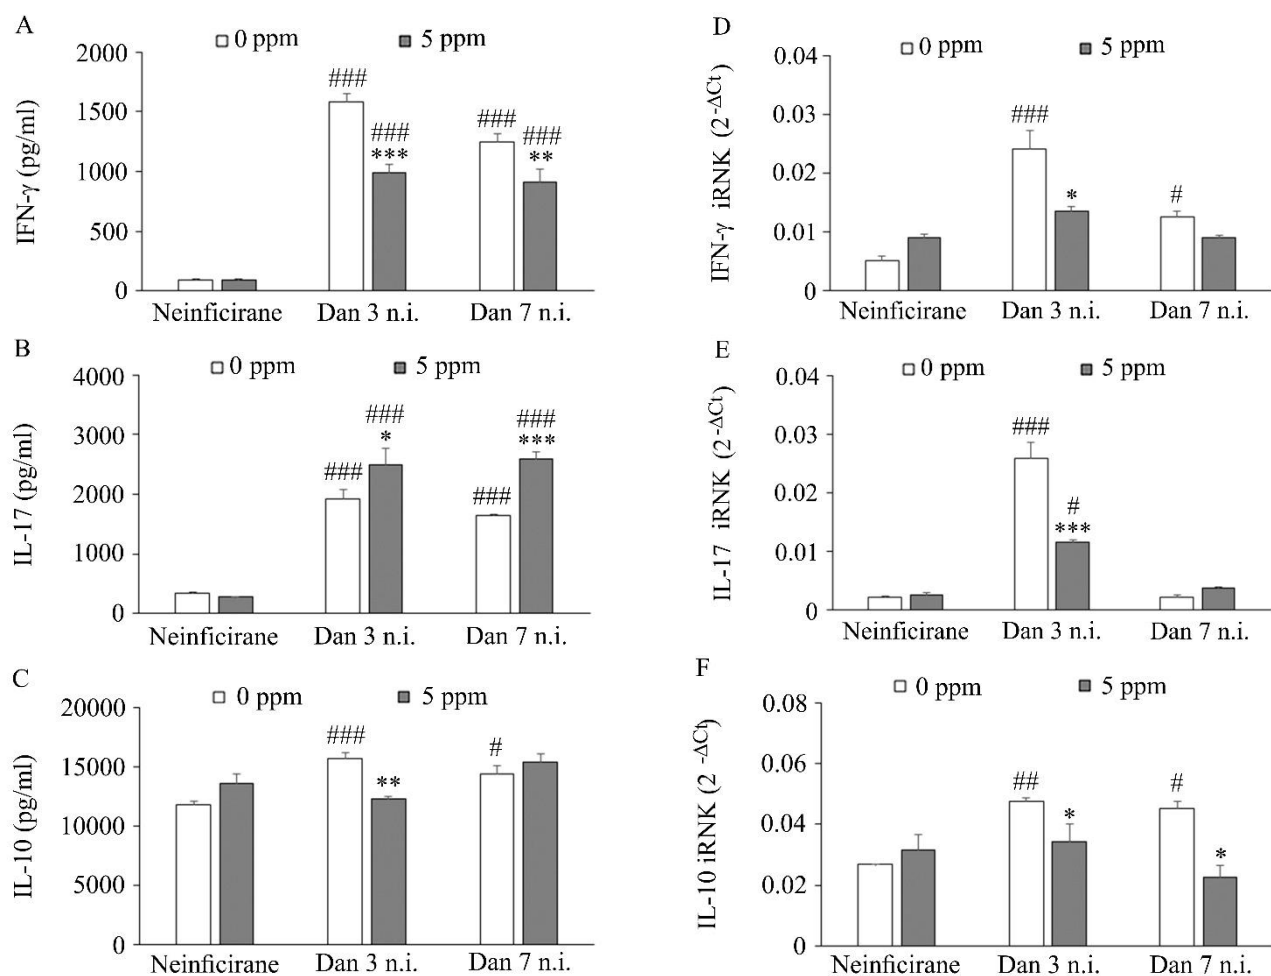 A
0 ppm
5 ppm
2000
1500
1000
500
0
IFN-γ (pg/ml)
###
###
***
###
###
**
Neinficirane
Dan 3 n.i.
Dan 7 n.i.
B
0 ppm
5 ppm
4000
3000
2000
1000
0
IL-17 (pg/ml)
###
###
*
###
###
***
Neinficirane
Dan 3 n.i.
Dan 7 n.i.
C
0 ppm
5 ppm
20000
15000
10000
5000
0
IL-10 (pg/ml)
###
**
#
Neinficirane
Dan 3 n.i.
Dan 7 n.i.
D
0 ppm
5 ppm
0.04
0.03
0.02
0.01
0
IFN-γ iRNK (2^-ΔCt)
###
*
#
Neinficirane
Dan 3 n.i.
Dan 7 n.i.
E
0 ppm
5 ppm
0.04
0.03
0.02
0.01
0
IL-17 iRNK (2^-ΔCt)
###
#
***
Neinficirane
Dan 3 n.i.
Dan 7 n.i.
F
0 ppm
5 ppm
0.08
0.06
0.04
0.02
0
IL-10 iRNK (2^-ΔCt)
##
*
#
*
Neinficirane
Dan 3 n.i.
Dan 7 n.i.